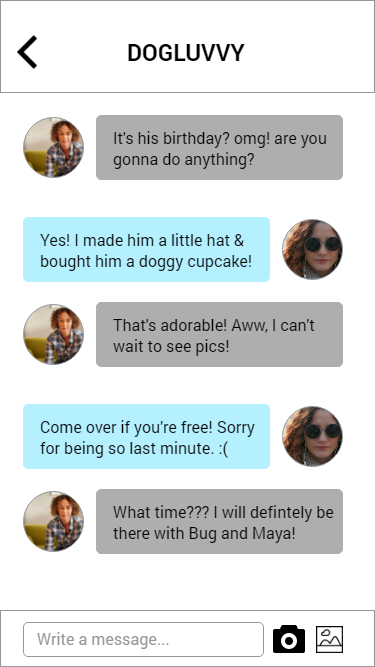 DOGLUVVY
It's his birthday? omg! are you
gonna do anything?
Yes! I made him a little hat &
bought him a doggy cupcake!
That's adorable! Aww, I can't
wait to see pics!
Come over if you're free! Sorry
for being so last minute. :(
What time??? I will defintely be
there with Bug and Maya!
Write a message...